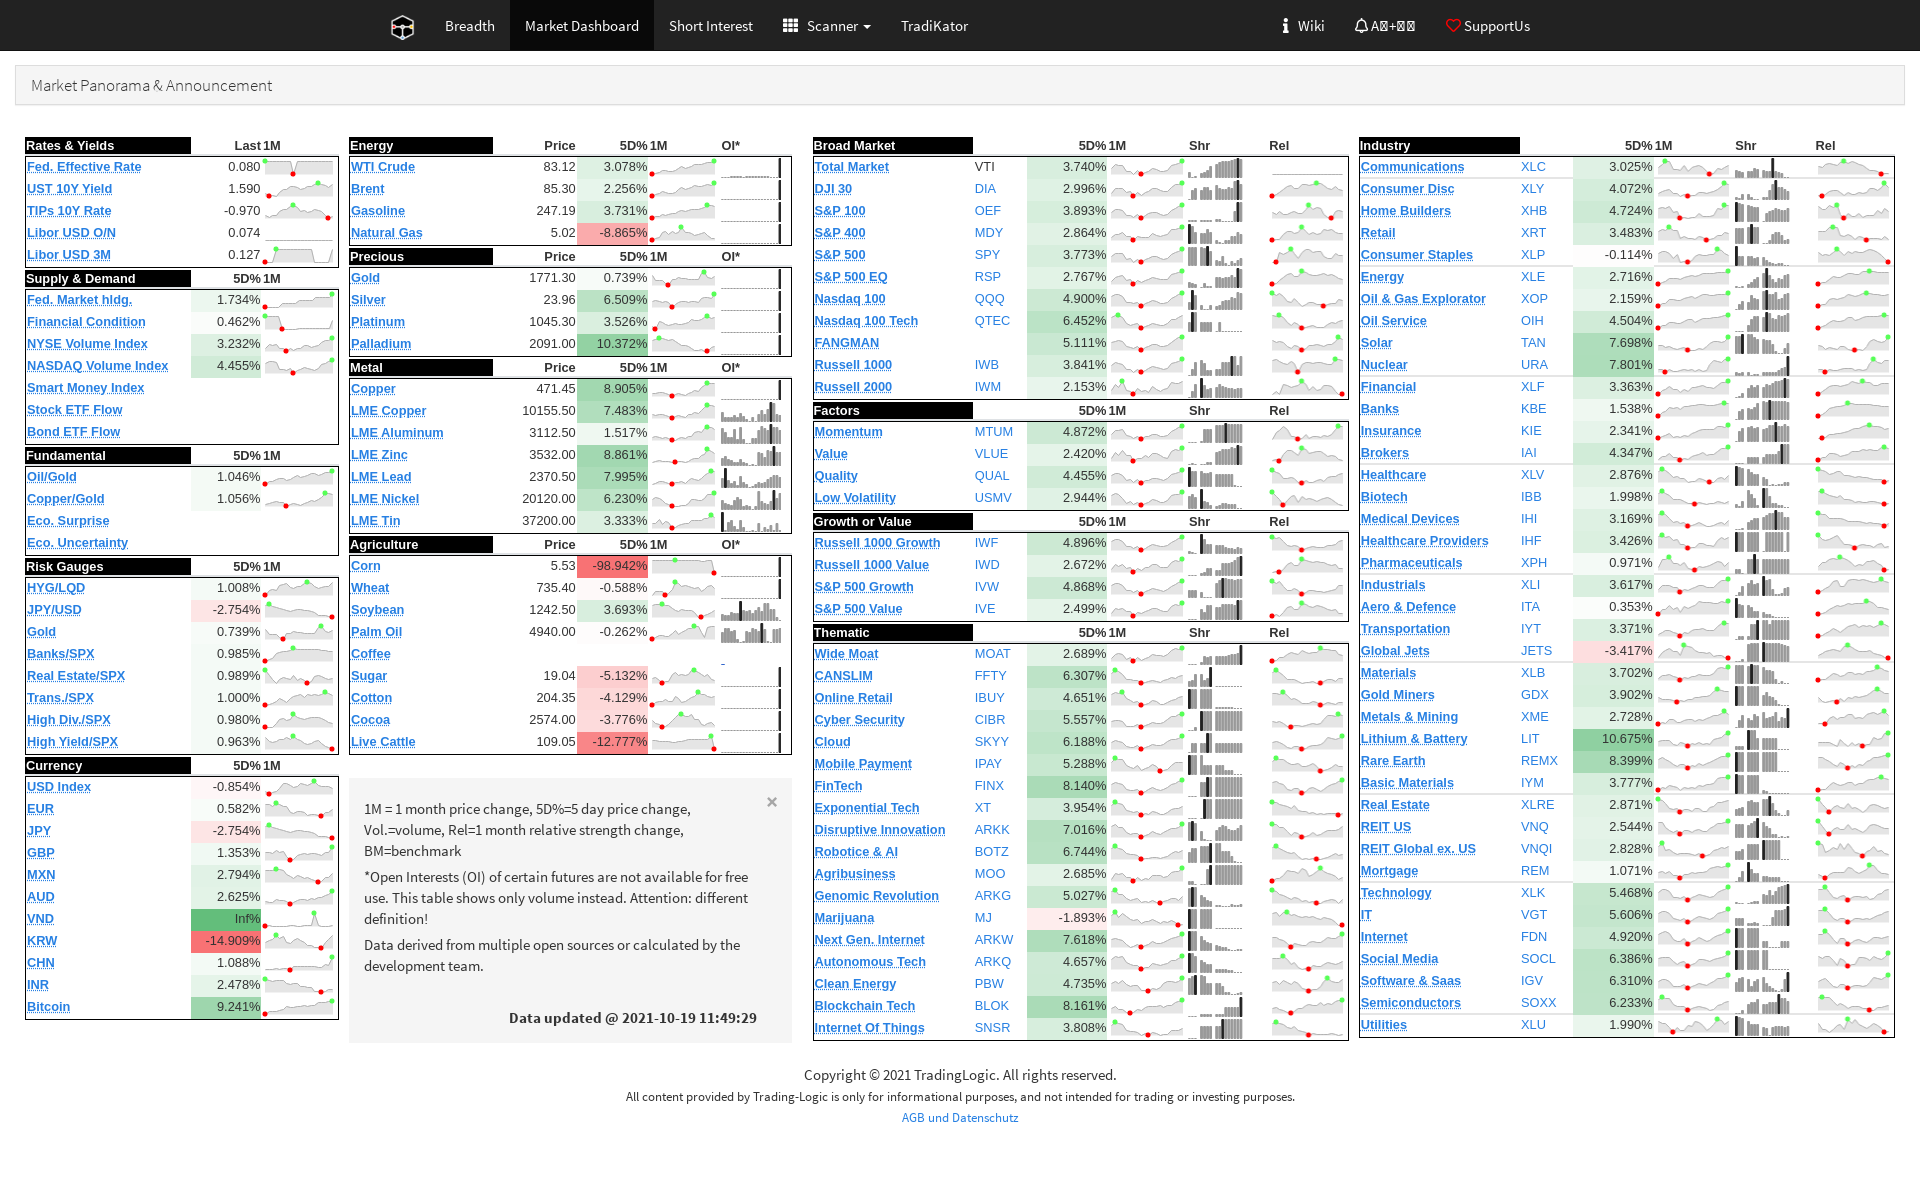 Breadth Market Dashboard Short Interest Scanner TradiKator Wiki SupportUs
Market Panorama & Announcement
Rates & Yields Last 1M
Fed. Effective Rate 0.080
UST 10Y Yield 1.590
TIPs 10Y Rate -0.970
Libor USD O/N 0.074
Libor USD 3M 0.127
Supply & Demand 5D% 1M
Fed. Market hldg. 1.734%
Financial Condition 0.462%
NYSE Volume Index 3.232%
NASDAQ Volume Index 4.455%
Smart Money Index
Stock ETF Flow
Bond ETF Flow
Fundamental 5D% 1M
Oil/Gold 1.046%
Copper/Gold 1.056%
Eco. Surprise
Eco. Uncertainty
Risk Gauges 5D% 1M
HYG/LQD 1.008%
JPY/USD -2.754%
Gold 0.739%
Banks/SPX 0.985%
Real Estate/SPX 0.989%
Trans./SPX 1.000%
High Div./SPX 0.980%
High Yield/SPX 0.963%
Currency 5D% 1M
USD Index -0.854%
EUR 0.582%
JPY -2.754%
GBP 1.353%
MXN 2.794%
AUD 2.625%
VND Inf%
KRW -14.909%
CHN 1.088%
INR 2.478%
Bitcoin 9.241%
Energy Price 5D% 1M OI*
WTI Crude 83.12 3.078%
Brent 85.30 2.256%
Gasoline 247.19 3.731%
Natural Gas 5.02 -8.865%
Precious Price 5D% 1M OI*
Gold 1771.30 0.739%
Silver 23.96 6.509%
Platinum 1045.30 3.526%
Palladium 2091.00 10.372%
Metal Price 5D% 1M OI*
Copper 471.45 8.905%
LME Copper 10155.50 7.483%
LME Aluminum 3112.50 1.517%
LME Zinc 3532.00 8.861%
LME Lead 2370.50 7.995%
LME Nickel 20120.00 6.230%
LME Tin 37200.00 3.333%
Agriculture Price 5D% 1M OI*
Corn 5.53 -98.942%
Wheat 735.40 -0.588%
Soybean 1242.50 3.693%
Palm Oil 4940.00 -0.262%
Coffee -
Sugar 19.04 -5.132%
Cotton 204.35 -4.129%
Cocoa 2574.00 -3.776%
Live Cattle 109.05 -12.777%
×
1M = 1 month price change, 5D%=5 day price change,
Vol.=volume, Rel=1 month relative strength change,
BM=benchmark
*Open Interests (OI) of certain futures are not available for free
use. This table shows only volume instead. Attention: different
definition!
Data derived from multiple open sources or calculated by the
development team.
Data updated @ 2021-10-19 11:49:29
Broad Market 5D% 1M Shr Rel
Total Market VTI 3.740%
DJI 30 DIA 2.996%
S&P 100 OEF 3.893%
S&P 400 MDY 2.864%
S&P 500 SPY 3.773%
S&P 500 EQ RSP 2.767%
Nasdaq 100 QQQ 4.900%
Nasdaq 100 Tech QTEC 6.452%
FANGMAN 5.111%
Russell 1000 IWB 3.841%
Russell 2000 IWM 2.153%
Factors 5D% 1M Shr Rel
Momentum MTUM 4.872%
Value VLUE 2.420%
Quality QUAL 4.455%
Low Volatility USMV 2.944%
Growth or Value 5D% 1M Shr Rel
Russell 1000 Growth IWF 4.896%
Russell 1000 Value IWD 2.672%
S&P 500 Growth IVW 4.868%
S&P 500 Value IVE 2.499%
Thematic 5D% 1M Shr Rel
Wide Moat MOAT 2.689%
CANSLIM FFTY 6.307%
Online Retail IBUY 4.651%
Cyber Security CIBR 5.557%
Cloud SKYY 6.188%
Mobile Payment IPAY 5.288%
FinTech FINX 8.140%
Exponential Tech XT 3.954%
Disruptive Innovation ARKK 7.016%
Robotice & AI BOTZ 6.744%
Agribusiness MOO 2.685%
Genomic Revolution ARKG 5.027%
Marijuana MJ -1.893%
Next Gen. Internet ARKW 7.618%
Autonomous Tech ARKQ 4.657%
Clean Energy PBW 4.735%
Blockchain Tech BLOK 8.161%
Internet Of Things SNSR 3.808%
Industry 5D% 1M Shr Rel
Communications XLC 3.025%
Consumer Disc XLY 4.072%
Home Builders XHB 4.724%
Retail XRT 3.483%
Consumer Staples XLP -0.114%
Energy XLE 2.716%
Oil & Gas Explorator XOP 2.159%
Oil Service OIH 4.504%
Solar TAN 7.698%
Nuclear URA 7.801%
Financial XLF 3.363%
Banks KBE 1.538%
Insurance KIE 2.341%
Brokers IAI 4.347%
Healthcare XLV 2.876%
Biotech IBB 1.998%
Medical Devices IHI 3.169%
Healthcare Providers IHF 3.426%
Pharmaceuticals XPH 0.971%
Industrials XLI 3.617%
Aero & Defence ITA 0.353%
Transportation IYT 3.371%
Global Jets JETS -3.417%
Materials XLB 3.702%
Gold Miners GDX 3.902%
Metals & Mining XME 2.728%
Lithium & Battery LIT 10.675%
Rare Earth REMX 8.399%
Basic Materials IYM 3.777%
Real Estate XLRE 2.871%
REIT US VNQ 2.544%
REIT Global ex. US VNQI 2.828%
Mortgage REM 1.071%
Technology XLK 5.468%
IT VGT 5.606%
Internet FDN 4.920%
Social Media SOCL 6.386%
Software & Saas IGV 6.310%
Semiconductors SOXX 6.233%
Utilities XLU 1.990%
Copyright © 2021 TradingLogic. All rights reserved.
All content provided by Trading-Logic is only for informational purposes, and not intended for trading or investing purposes.
AGB und Datenschutz